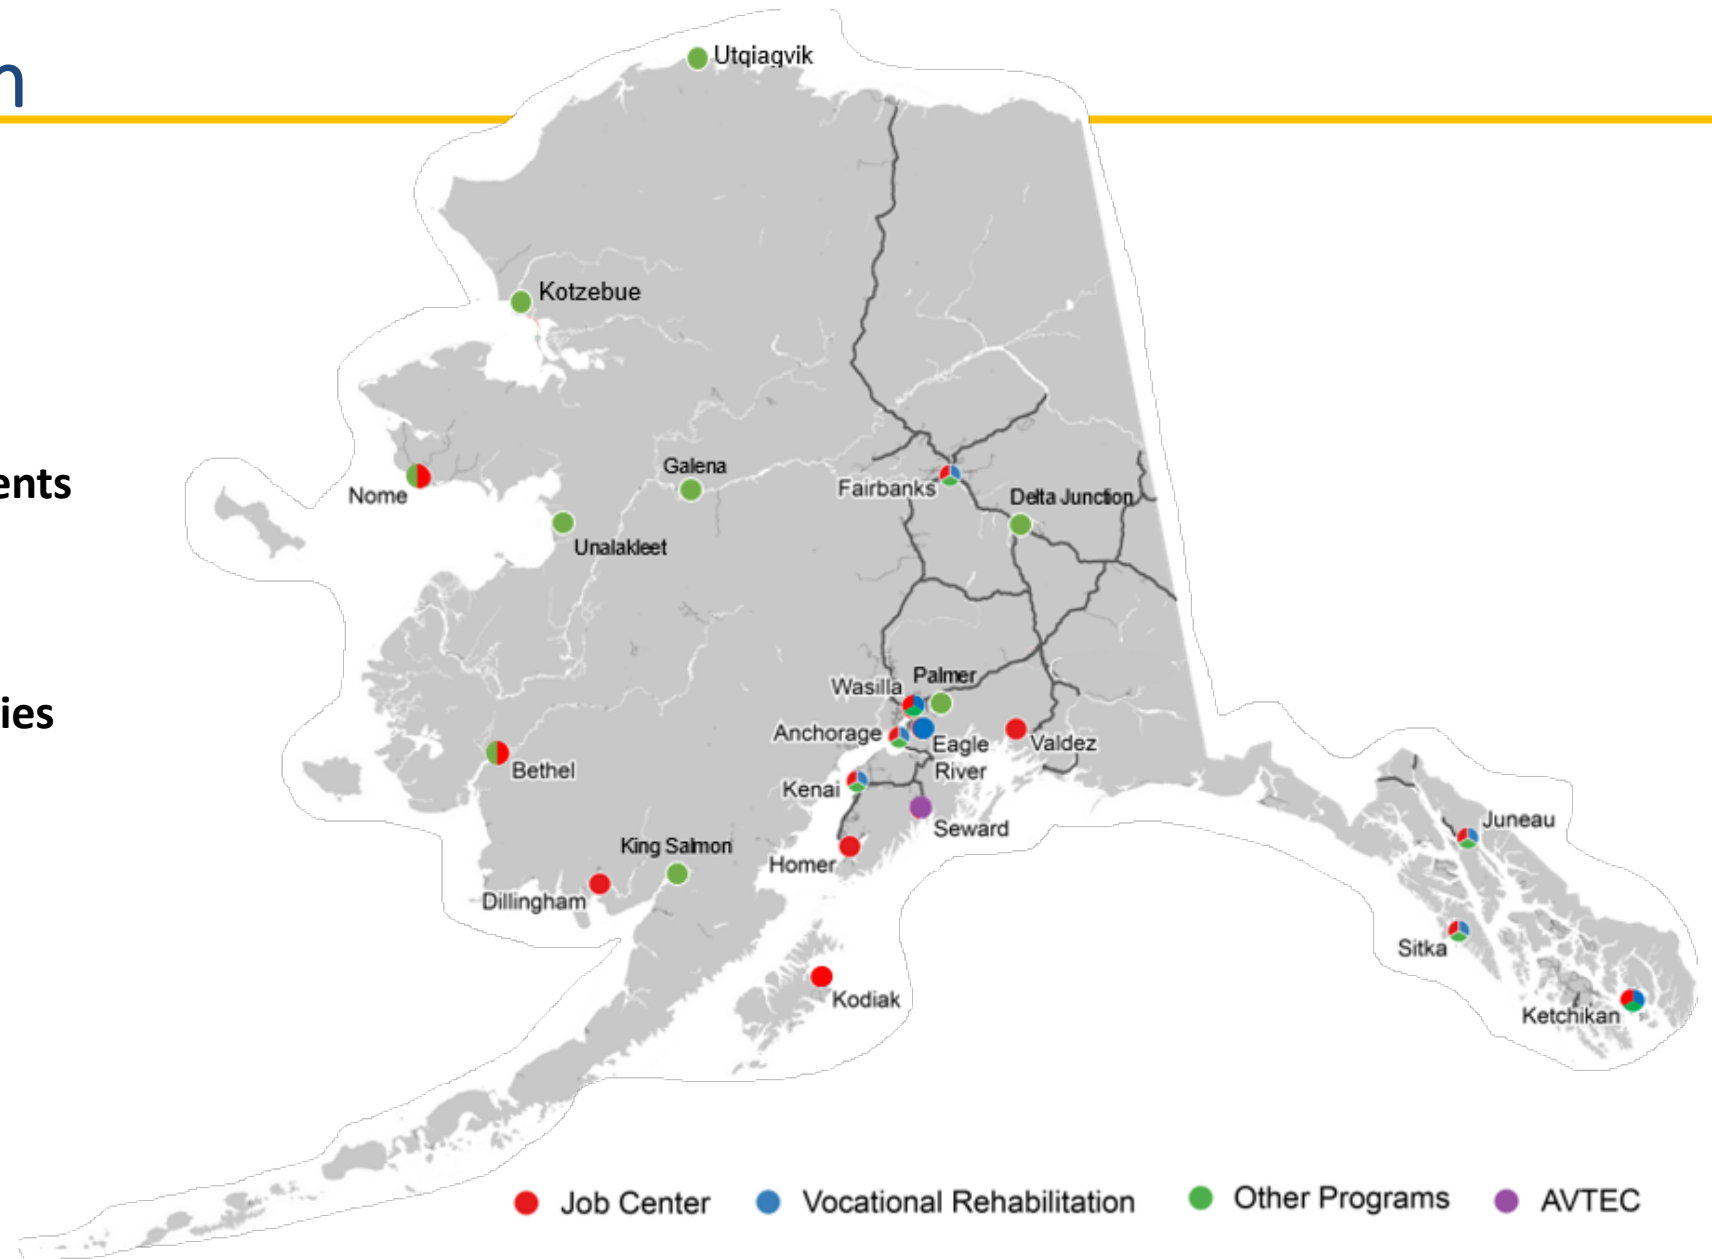 n
Utqiagvik
Kotzebue
ents
Galena
Nome
Fairbanks
Delta Junction
Unalakleet
ies
Palmer
Wasilla
Anchorage
Eagle
River
Valdez
Bethel
Kenai
Seward
Juneau
King Salmon
Homer
Dillingham
Sitka
Kodiak
Ketchikan
Job Center
Vocational Rehabilitation
Other Programs
AVTEC